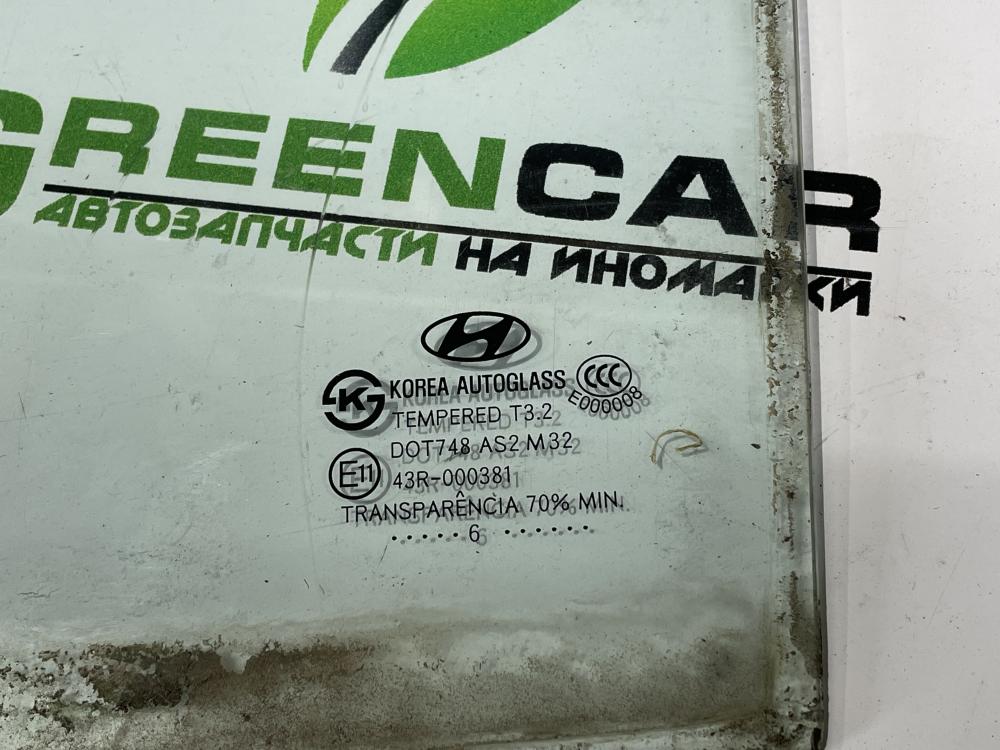 GREENCAR
АВТОЗАПЧАСТИ НА ИНОМАРКИ
KOREA AUTOGLASS
CCC
E000008
TEMPERED T3.2
DOT748 AS2 M32
E11
43R-000381
TRANSPARÊNCIA 70% MIN.
.....6.......